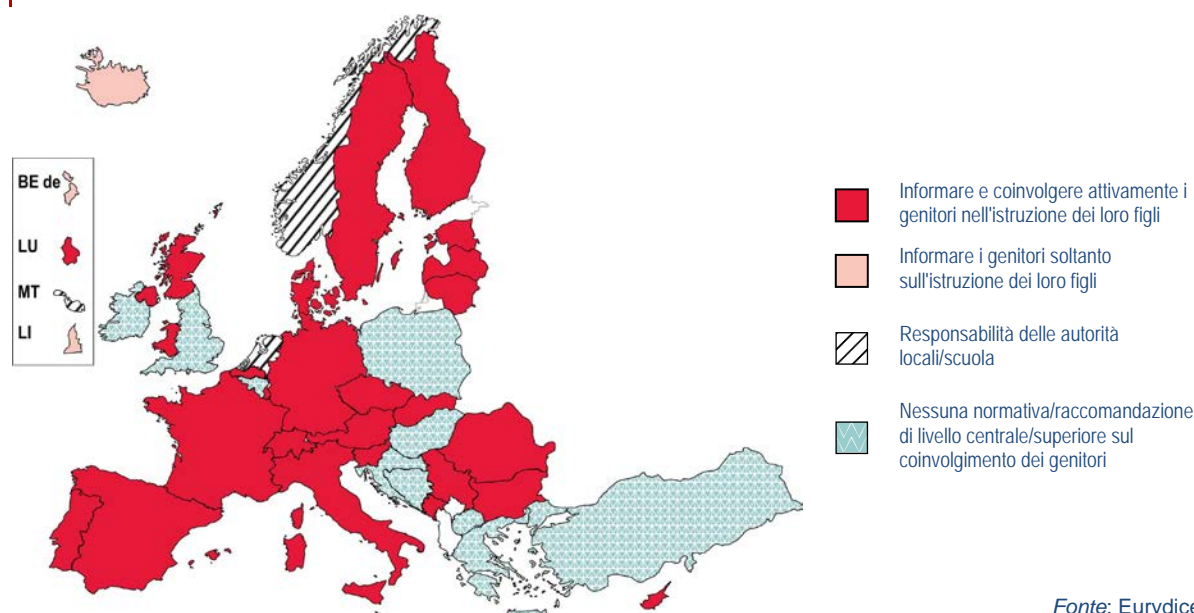 BE de
LU
MT
LI
Informare e coinvolgere attivamente i
genitori nell'istruzione dei loro figli
Informare i genitori soltanto
sull'istruzione dei loro figli
Responsabilità delle autorità
locali/scuola
Nessuna normativa/raccomandazione
di livello centrale/superiore sul
coinvolgimento dei genitori
Fonte: Eurydice